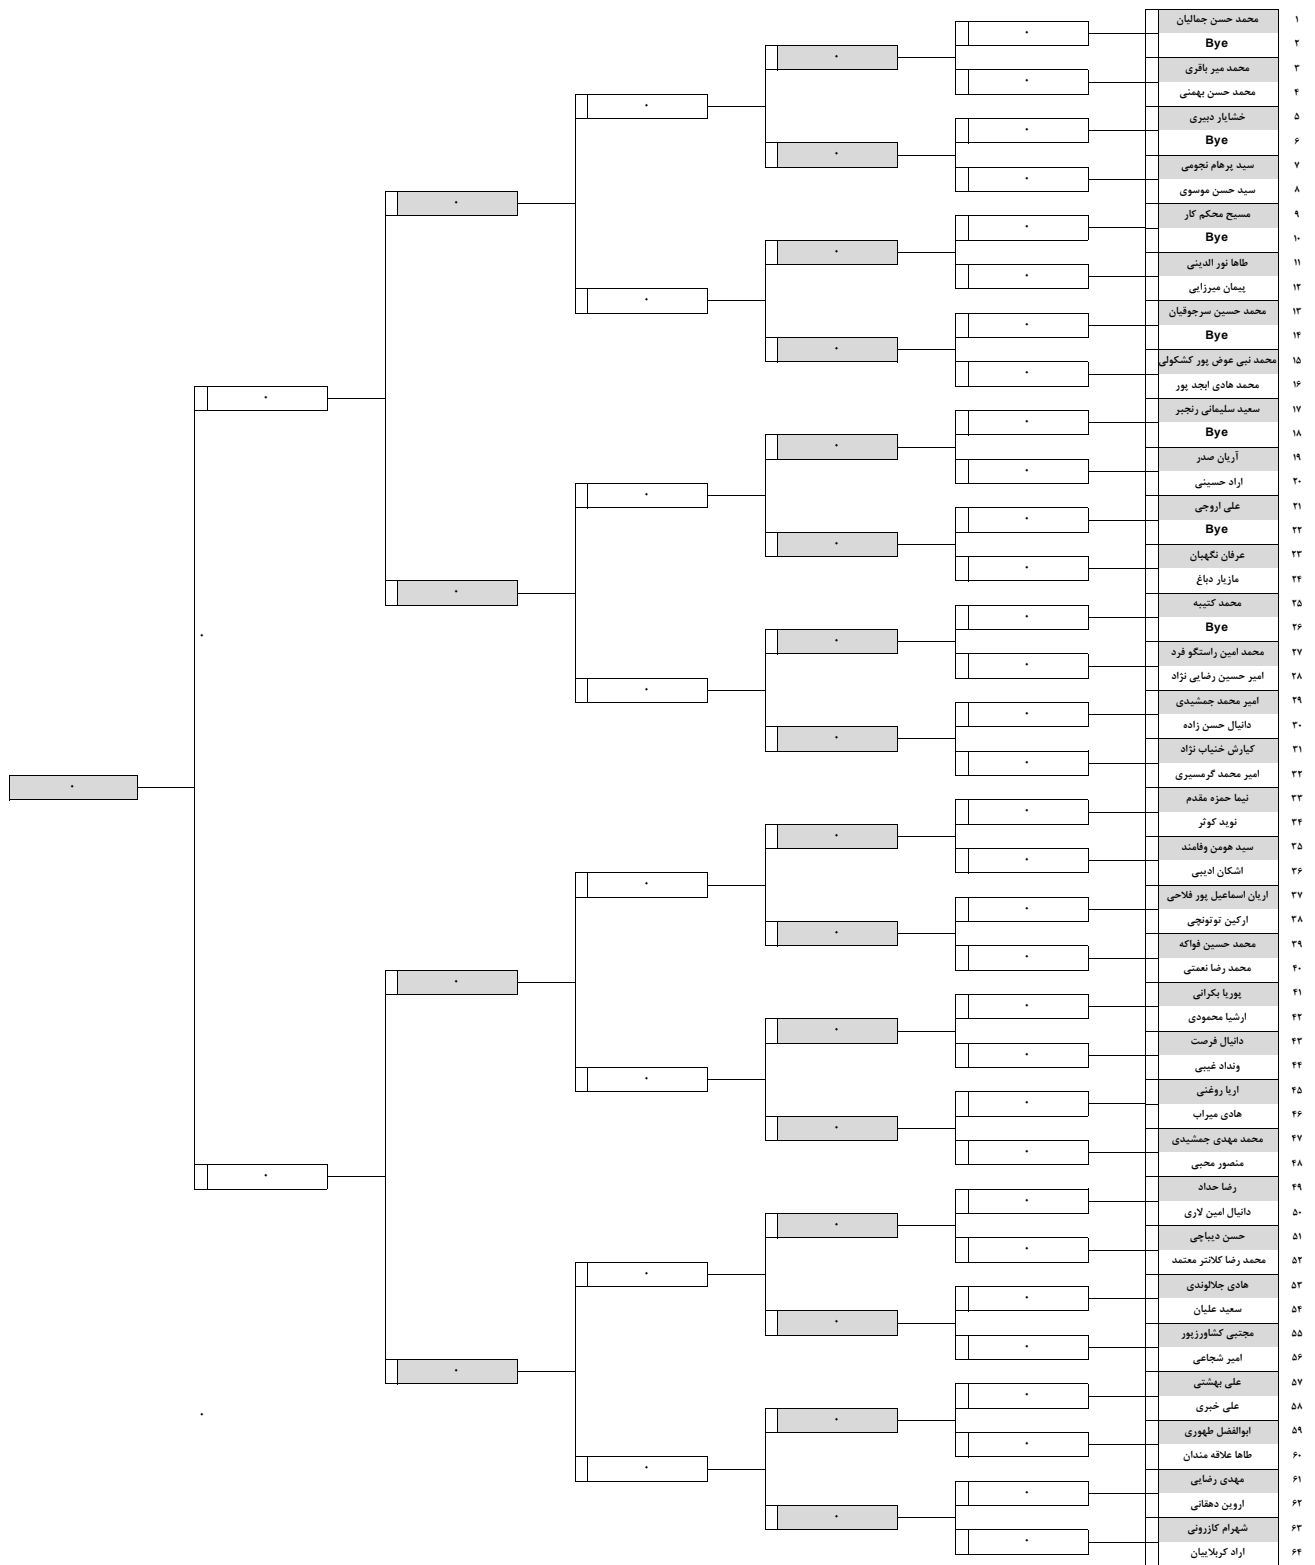 محمد حسن جمالیان ۱
Bye ۲
محمد میر باقری ۳
محمد حسن بهمنی ۴
خشایار دبیری ۵
Bye ۶
سید پرهام نجومی ۷
سید حسن موسوی ۸
مسیح محکم کار ۹
Bye ۱۰
طاها نور الدینی ۱۱
پیمان میرزایی ۱۲
محمد حسین سرجوقیان ۱۳
Bye ۱۴
محمد نبی عوض پور کشکولی ۱۵
محمد هادی ابجد پور ۱۶
سعید سلیمانی رنجبر ۱۷
Bye ۱۸
آریان صدر ۱۹
اراد حسینی ۲۰
علی اروجی ۲۱
Bye ۲۲
عرفان نگهبان ۲۳
مازیار دباغ ۲۴
محمد کتیبه ۲۵
Bye ۲۶
محمد امین راستگو فرد ۲۷
امیر حسین رضایی نژاد ۲۸
امیر محمد جمشیدی ۲۹
دانیال حسن زاده ۳۰
کیارش خنیاب نژاد ۳۱
امیر محمد گرمسیری ۳۲
نیما حمزه مقدم ۳۳
نوید کوثر ۳۴
سید هومن وفامند ۳۵
اشکان ادیبی ۳۶
اریان اسماعیل پور فلاحی ۳۷
ارکین توتونچی ۳۸
محمد حسین فواکه ۳۹
محمد رضا نعمتی ۴۰
پوریا بکرانی ۴۱
ارشیا محمودی ۴۲
دانیال فرصت ۴۳
ونداد غیبی ۴۴
اریا روغنی ۴۵
هادی میراب ۴۶
محمد مهدی جمشیدی ۴۷
منصور محبی ۴۸
رضا حداد ۴۹
دانیال امین لاری ۵۰
حسن دیباچی ۵۱
محمد رضا کلانتر معتمد ۵۲
هادی جلالوندی ۵۳
سعید علیان ۵۴
مجتبی کشاورزپور ۵۵
امیر شجاعی ۵۶
علی بهشتی ۵۷
علی خبری ۵۸
ابوالفضل طهوری ۵۹
طاها علاقه مندان ۶۰
مهدی رضایی ۶۱
اروین دهقانی ۶۲
شهرام کازرونی ۶۳
اراد کربلاییان ۶۴